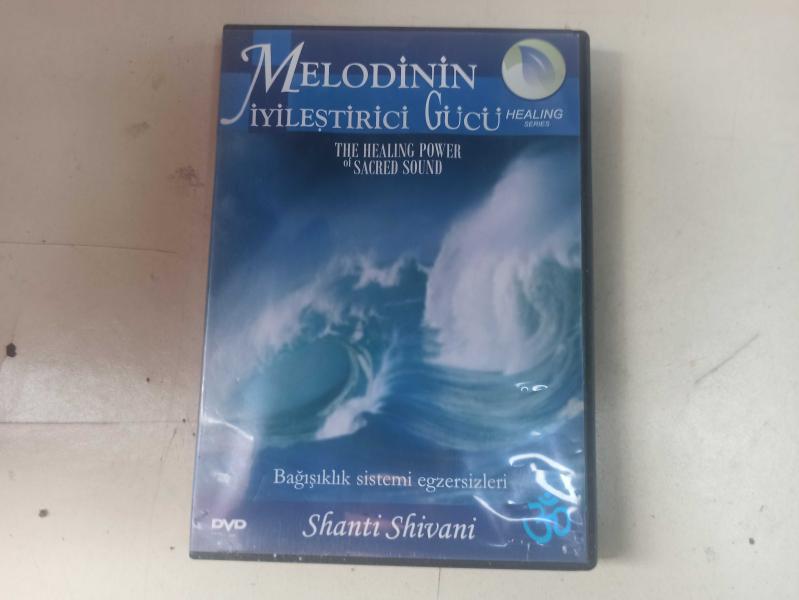 MELODİNİN
İYİLEŞTİRİCİ GÜCÜ
HEALING
SERIES
THE HEALING POWER
of SACRED SOUND
Bağışıklık sistemi egzersizleri
DVD
Shanti Shivani